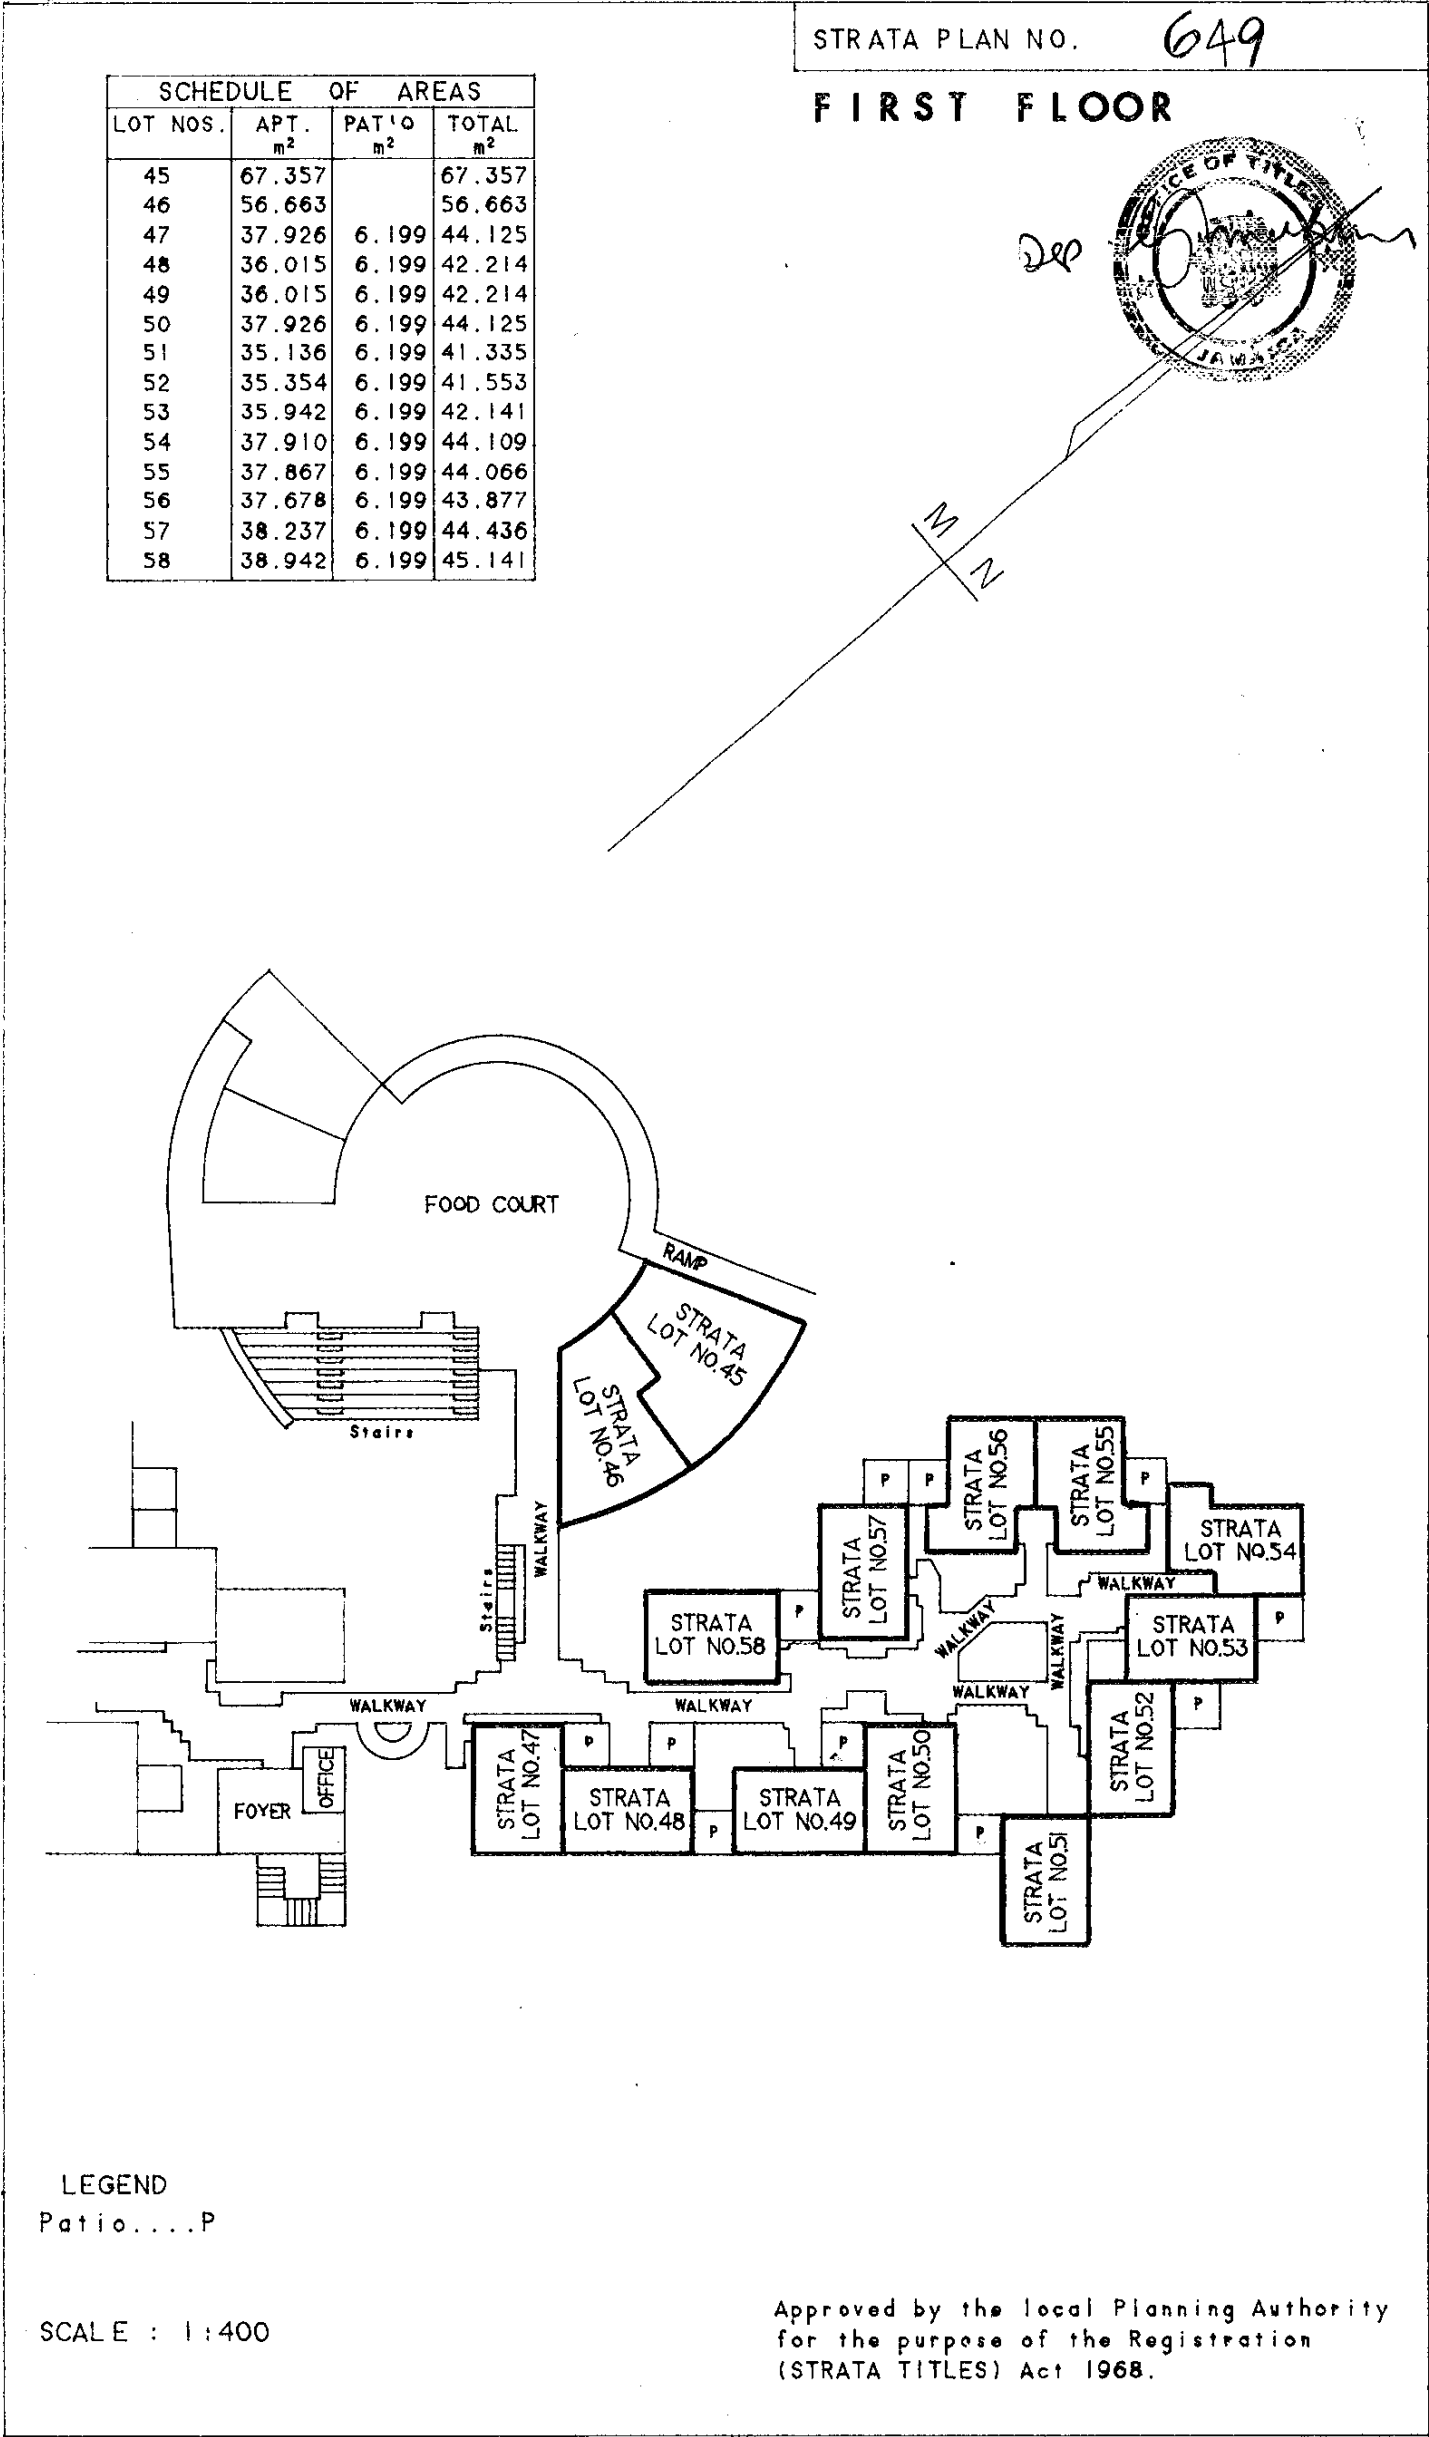 STRATA PLAN NO. 649
FIRST FLOOR
SCHEDULE OF AREAS
LOT NOS. APT. m² PAT'O m² TOTAL m²
45 67.357 67.357
46 56.663 56.663
47 37.926 6.199 44.125
48 36.015 6.199 42.214
49 36.015 6.199 42.214
50 37.926 6.199 44.125
51 35.136 6.199 41.335
52 35.354 6.199 41.553
53 35.942 6.199 42.141
54 37.910 6.199 44.109
55 37.867 6.199 44.066
56 37.678 6.199 43.877
57 38.237 6.199 44.436
58 38.942 6.199 45.141
OFFICE OF TITLES
JAMAICA
Dep
M
N
FOOD COURT
RAMP
STRATA
LOT NO.45
STRATA
LOT NO.46
Stairs
WALKWAY
Stairs
STRATA
LOT NO.56
STRATA
LOT NO.55
P
P
P
STRATA
LOT NO.57
STRATA
LOT NO.54
WALKWAY
STRATA
LOT NO.58
P
WALKWAY
WALKWAY
STRATA
LOT NO.53
P
WALKWAY
WALKWAY
WALKWAY
STRATA
LOT NO.52
P
OFFICE
FOYER
STRATA
LOT NO.47
P
P
P
STRATA
LOT NO.48
P
STRATA
LOT NO.49
STRATA
LOT NO.50
P
STRATA
LOT NO.51
LEGEND
Patio....P
SCALE : 1:400
Approved by the local Planning Authority
for the purpose of the Registration
(STRATA TITLES) Act 1968.